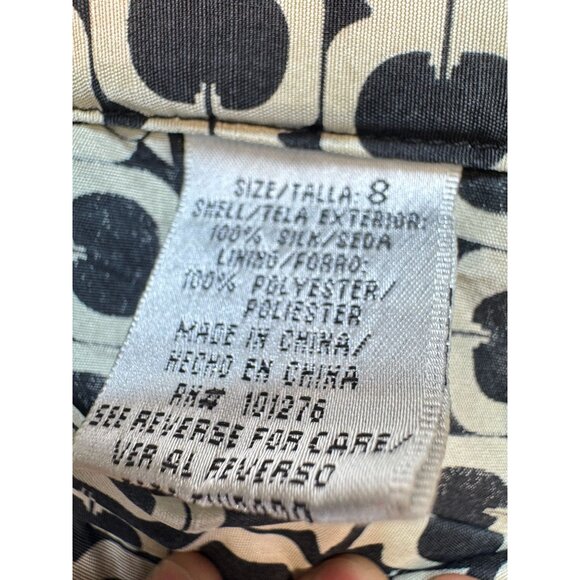 SIZE/TALLA: 8
SHELL/TELA EXTERIOR:
100% SILK/SEDA
LINING/FORRO:
100% POLYESTER/
POLIESTER
MADE IN CHINA/
HECHO EN CHINA
RN# 101276
SEE REVERSE FOR CARE/
VER AL REVERSO